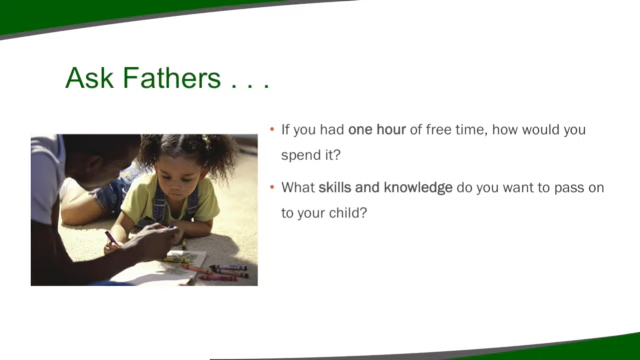 Ask Fathers . . .
• If you had one hour of free time, how would you
spend it?
• What skills and knowledge do you want to pass on
to your child?